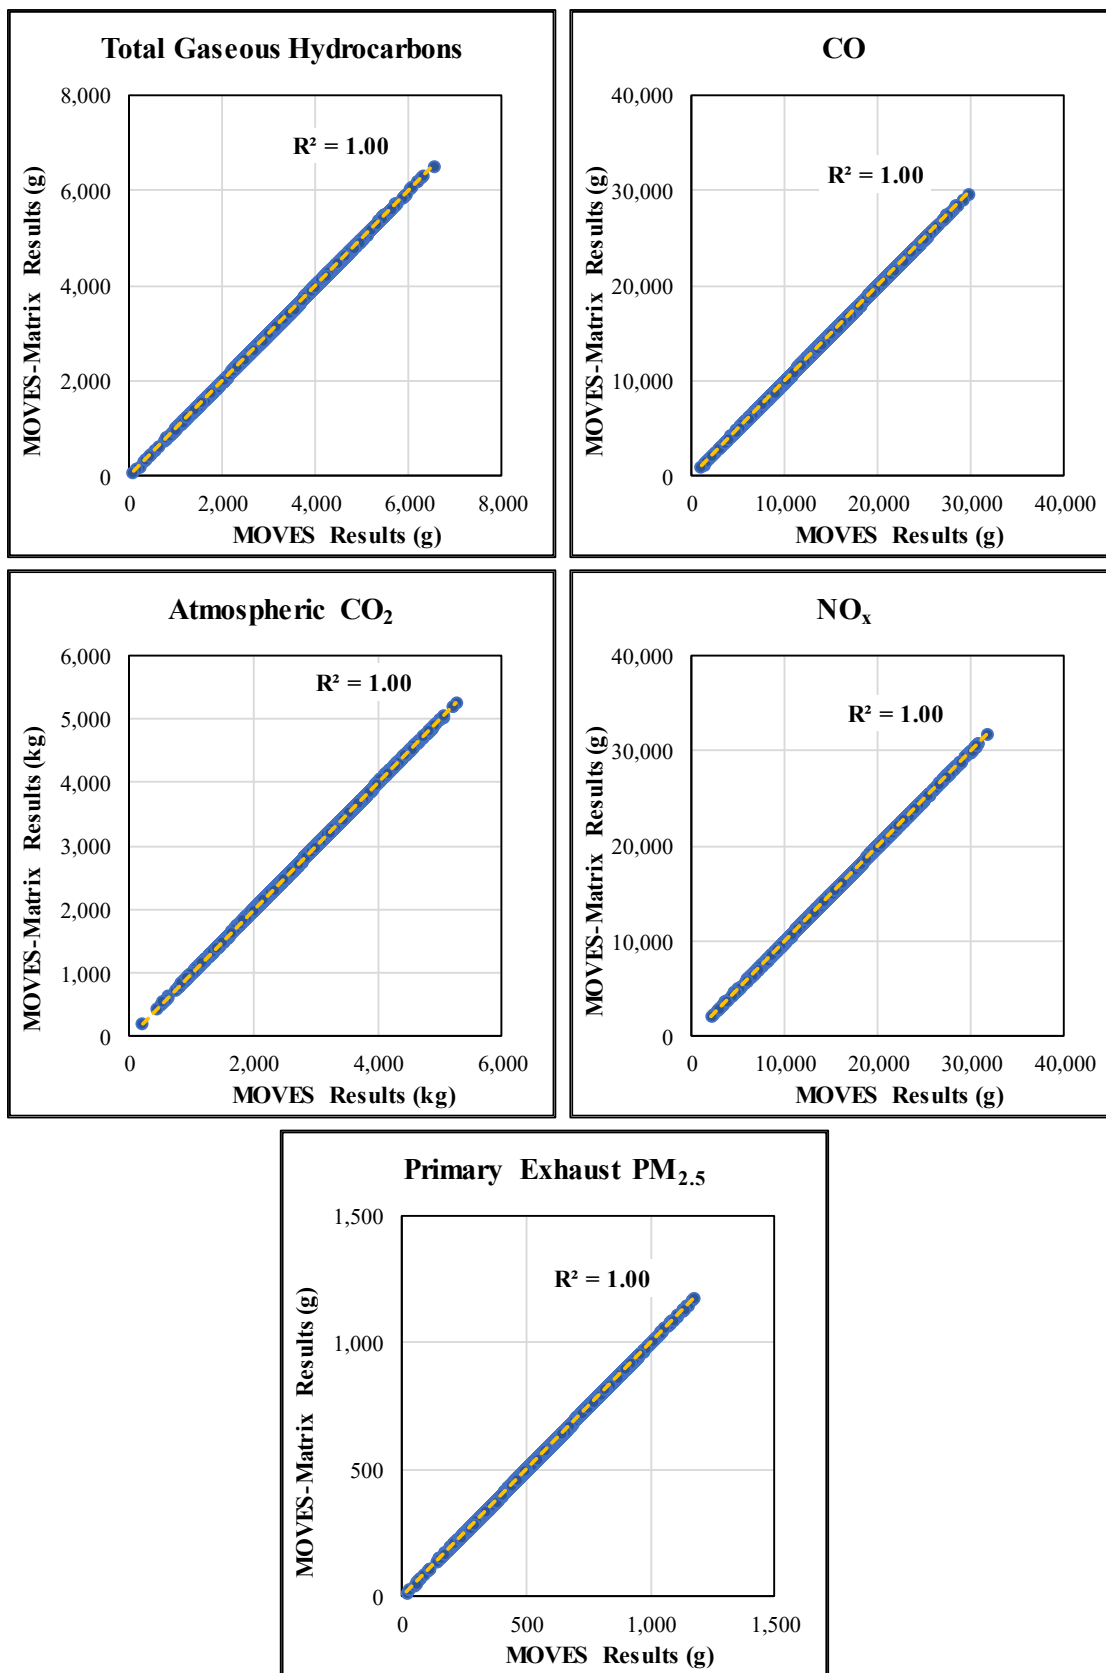 Total Gaseous Hydrocarbons
8,000
6,000
4,000
2,000
0
R² = 1.00
MOVES-Matrix Results (g)
0 2,000 4,000 6,000 8,000
MOVES Results (g)
CO
40,000
30,000
20,000
10,000
0
R² = 1.00
MOVES-Matrix Results (g)
0 10,000 20,000 30,000 40,000
MOVES Results (g)
Atmospheric CO₂
6,000
5,000
4,000
3,000
2,000
1,000
0
R² = 1.00
MOVES-Matrix Results (kg)
0 2,000 4,000 6,000
MOVES Results (kg)
NOₓ
40,000
30,000
20,000
10,000
0
R² = 1.00
MOVES-Matrix Results (g)
0 10,000 20,000 30,000 40,000
MOVES Results (g)
Primary Exhaust PM₂.₅
1,500
1,000
500
0
R² = 1.00
MOVES-Matrix Results (g)
0 500 1,000 1,500
MOVES Results (g)